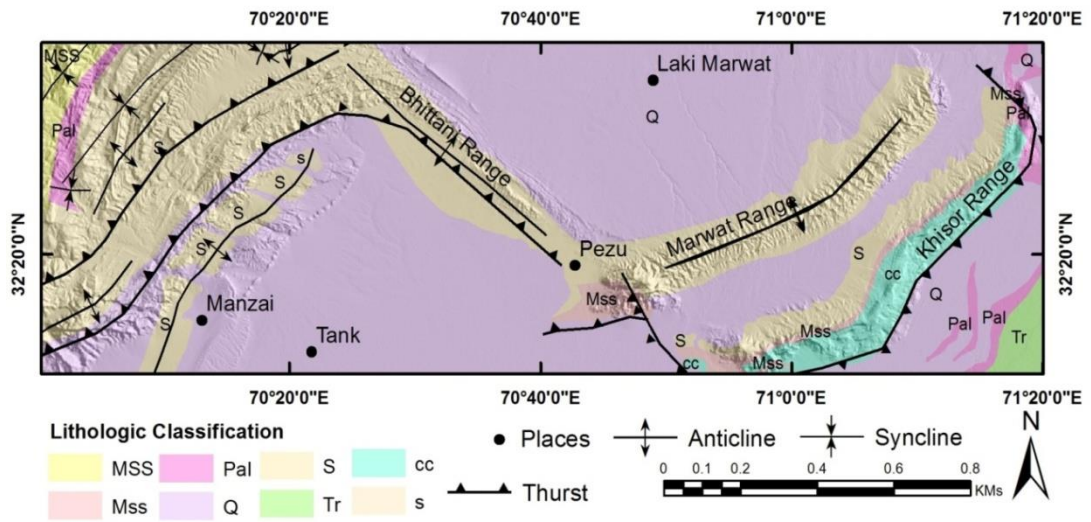 70°20'0"E 70°40'0"E 71°0'0"E 71°20'0"E
MSS
Pal
S
S
S
S
S
S
Bhittani Range
Laki Marwat
Q
Q
Mss
Pal
32°20'0"N
32°20'0"N
Manzai
Tank
Pezu
Mss
Marwat Range
Khisor Range
S
cc
Q
Mss
S
cc
Mss
Pal
Pal
Tr
70°20'0"E 70°40'0"E 71°0'0"E 71°20'0"E
Lithologic Classification
MSS Pal S cc
Mss Q Tr s
Places Anticline Syncline
Thurst
0 0.1 0.2 0.4 0.6 0.8
KMs
N